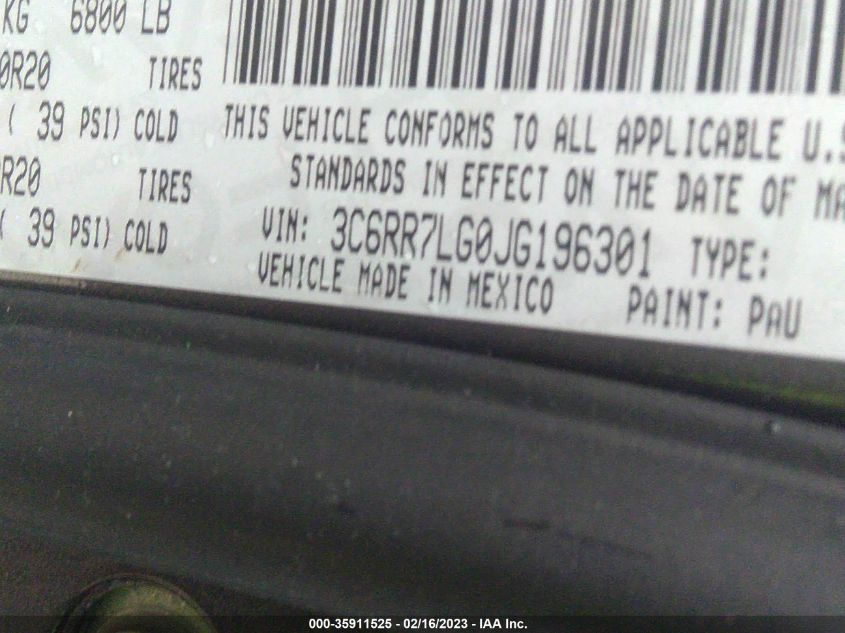 KG 6800 LB
0R20 TIRES
( 39 PSI) COLD
R20 TIRES
( 39 PSI) COLD
THIS VEHICLE CONFORMS TO ALL APPLICABLE U.S
STANDARDS IN EFFECT ON THE DATE OF MA
VIN: 3C6RR7LG0JG196301 TYPE:
VEHICLE MADE IN MEXICO PAINT: PAU
000-35911525 - 02/16/2023 - IAA Inc.